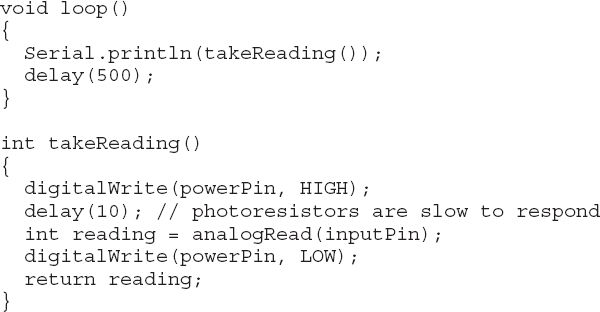 void loop()
{
  Serial.println(takeReading());
  delay(500);
}

int takeReading()
{
  digitalWrite(powerPin, HIGH);
  delay(10); // photoresistors are slow to respond
  int reading = analogRead(inputPin);
  digitalWrite(powerPin, LOW);
  return reading;
}